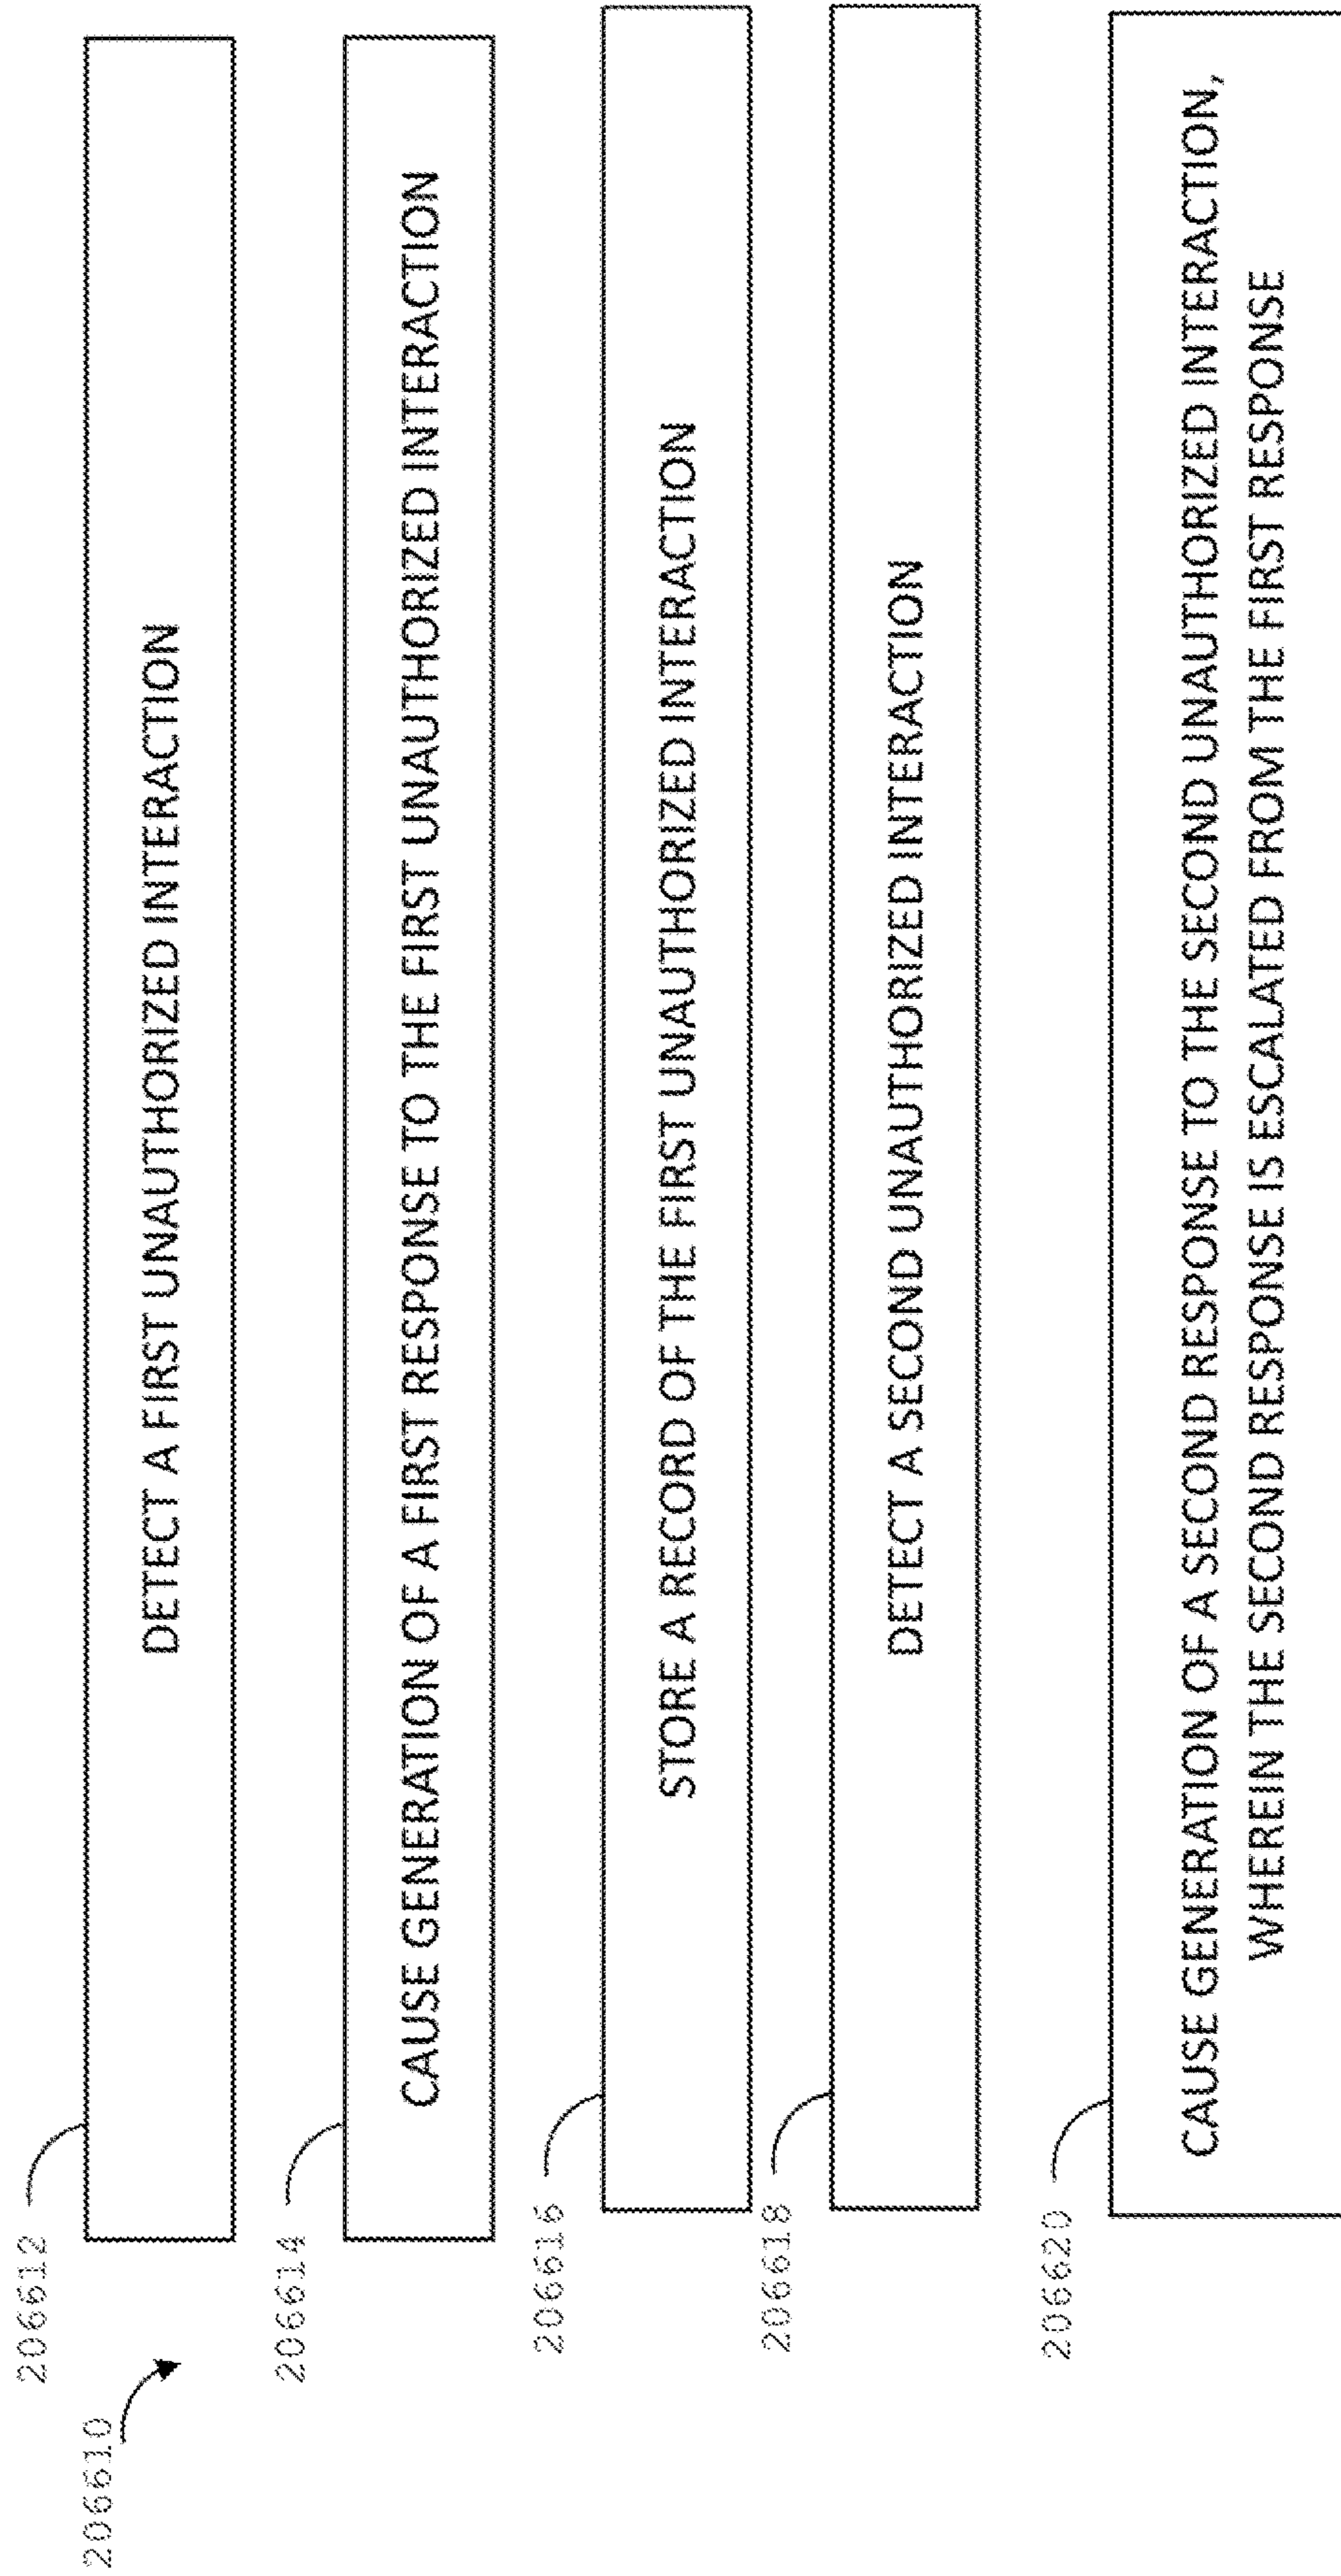 206610
206612
DETECT A FIRST UNAUTHORIZED INTERACTION
206614
CAUSE GENERATION OF A FIRST RESPONSE TO THE FIRST UNAUTHORIZED INTERACTION
206616
STORE A RECORD OF THE FIRST UNAUTHORIZED INTERACTION
206618
DETECT A SECOND UNAUTHORIZED INTERACTION
206620
CAUSE GENERATION OF A SECOND RESPONSE TO THE SECOND UNAUTHORIZED INTERACTION,
WHEREIN THE SECOND RESPONSE IS ESCALATED FROM THE FIRST RESPONSE